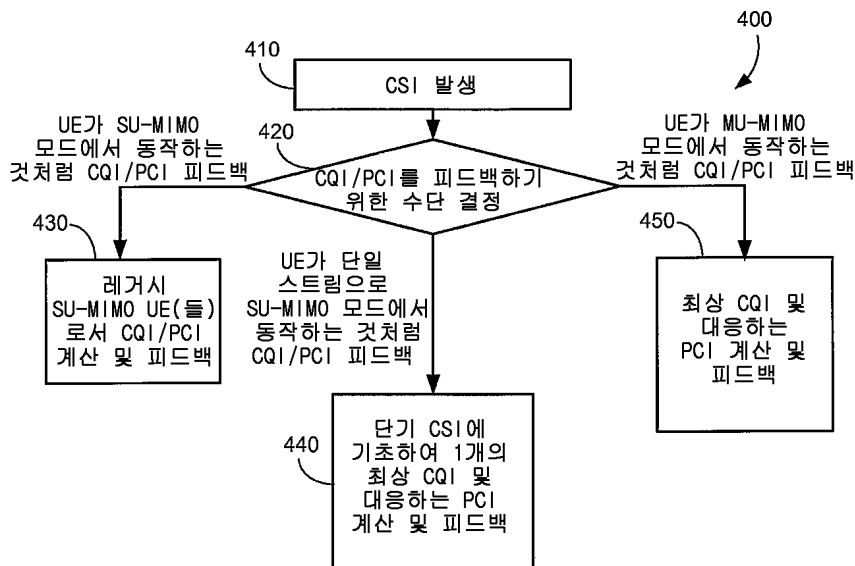 400
410
CSI 발생
UE가 SU-MIMO
모드에서 동작하는
것처럼 CQI/PCI 피드백
420
CQI/PCI를 피드백하기
위한 수단 결정
UE가 MU-MIMO
모드에서 동작하는
것처럼 CQI/PCI 피드백
430
레거시
SU-MIMO UE(들)
로서 CQI/PCI
계산 및 피드백
UE가 단일
스트림으로
SU-MIMO 모드에서
동작하는 것처럼
CQI/PCI 피드백
450
최상 CQI 및
대응하는
PCI 계산 및
피드백
440
단기 CSI에
기초하여 1개의
최상 CQI 및
대응하는 PCI
계산 및 피드백